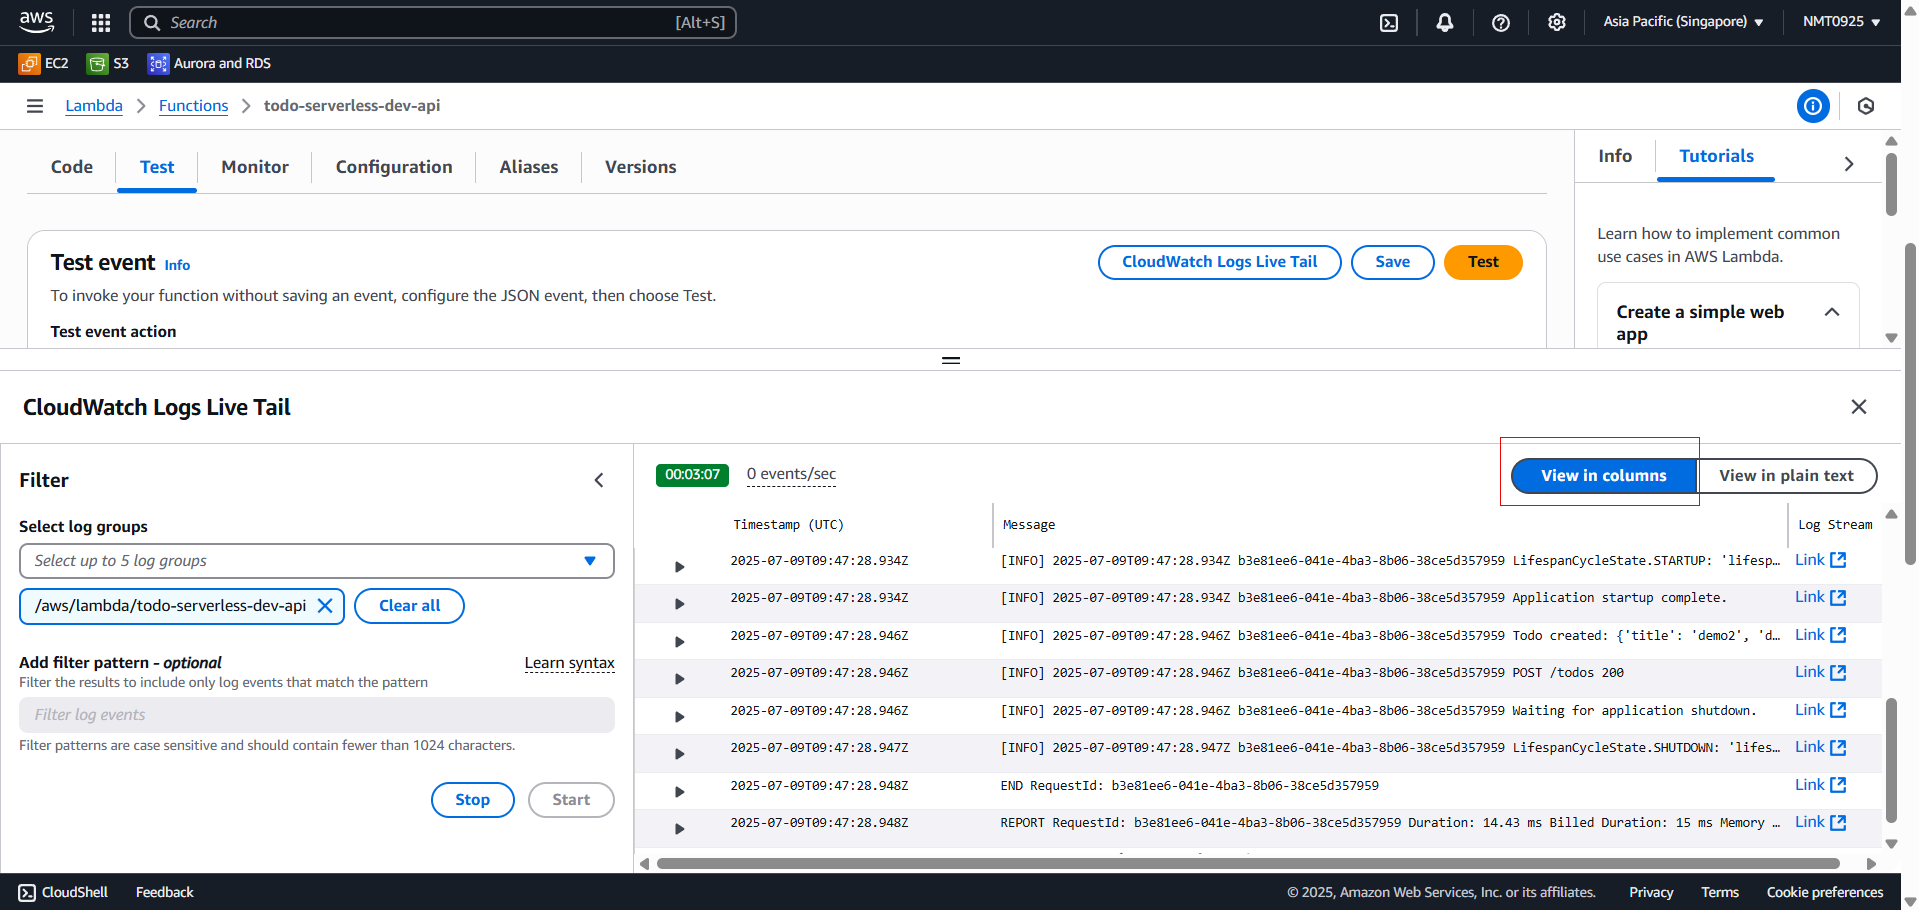 aws
Search [Alt+S]
Asia Pacific (Singapore)
NMT0925
EC2
S3
Aurora and RDS
Lambda
Functions
todo-serverless-dev-api
Code
Test
Monitor
Configuration
Aliases
Versions
Info
Tutorials
Test event Info
CloudWatch Logs Live Tail
Save
Test
To invoke your function without saving an event, configure the JSON event, then choose Test.
Test event action
Learn how to implement common
use cases in AWS Lambda.
Create a simple web
app
CloudWatch Logs Live Tail
Filter
Select log groups
Select up to 5 log groups
/aws/lambda/todo-serverless-dev-api
Clear all
Add filter pattern - optional
Learn syntax
Filter the results to include only log events that match the pattern
Filter log events
Filter patterns are case sensitive and should contain fewer than 1024 characters.
Stop
Start
00:03:07
0 events/sec
View in columns
View in plain text
Timestamp (UTC) Message Log Stream
2025-07-09T09:47:28.934Z [INFO] 2025-07-09T09:47:28.934Z b3e81ee6-041e-4ba3-8b06-38ce5d357959 LifespanCycleState.STARTUP: 'lifesp… Link
2025-07-09T09:47:28.934Z [INFO] 2025-07-09T09:47:28.934Z b3e81ee6-041e-4ba3-8b06-38ce5d357959 Application startup complete. Link
2025-07-09T09:47:28.946Z [INFO] 2025-07-09T09:47:28.946Z b3e81ee6-041e-4ba3-8b06-38ce5d357959 Todo created: {'title': 'demo2', 'd… Link
2025-07-09T09:47:28.946Z [INFO] 2025-07-09T09:47:28.946Z b3e81ee6-041e-4ba3-8b06-38ce5d357959 POST /todos 200 Link
2025-07-09T09:47:28.946Z [INFO] 2025-07-09T09:47:28.946Z b3e81ee6-041e-4ba3-8b06-38ce5d357959 Waiting for application shutdown. Link
2025-07-09T09:47:28.947Z [INFO] 2025-07-09T09:47:28.947Z b3e81ee6-041e-4ba3-8b06-38ce5d357959 LifespanCycleState.SHUTDOWN: 'lifes… Link
2025-07-09T09:47:28.948Z END RequestId: b3e81ee6-041e-4ba3-8b06-38ce5d357959 Link
2025-07-09T09:47:28.948Z REPORT RequestId: b3e81ee6-041e-4ba3-8b06-38ce5d357959 Duration: 14.43 ms Billed Duration: 15 ms Memory … Link
CloudShell
Feedback
© 2025, Amazon Web Services, Inc. or its affiliates.
Privacy
Terms
Cookie preferences